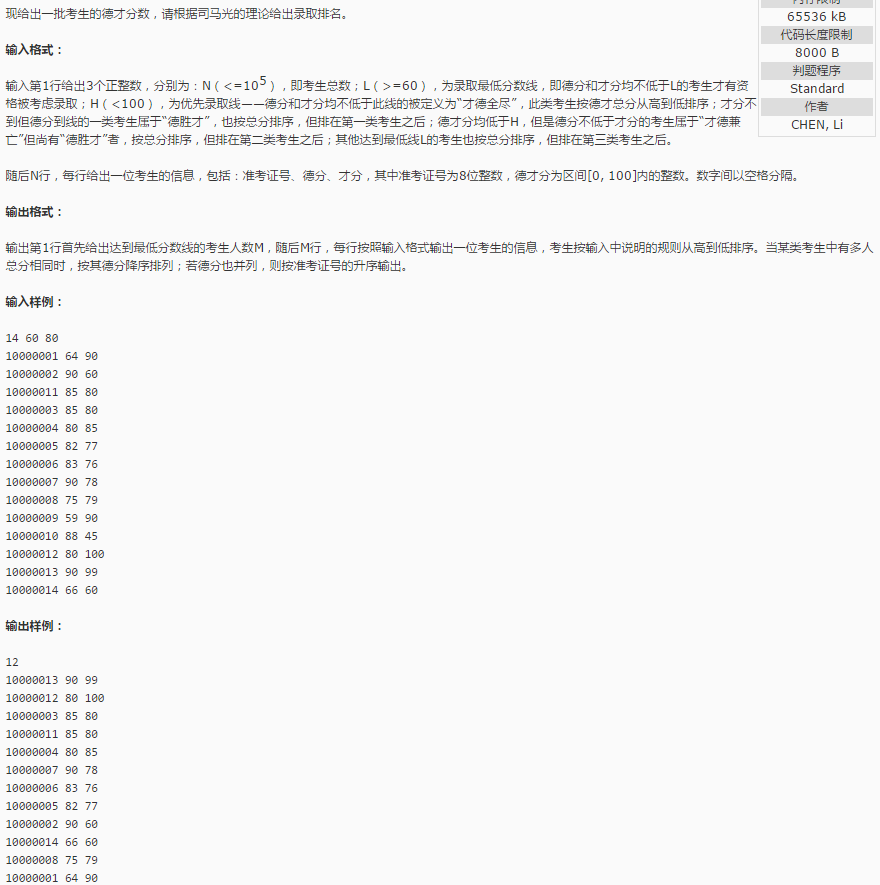 现给出一批考生的德才分数，请根据司马光的理论给出录取排名。
内存限制
65536 kB
代码长度限制
8000 B
判题程序
Standard
作者
CHEN, Li
输入格式：
输入第1行给出3个正整数，分别为：N（<=10^5），即考生总数；L（>=60），为录取最低分数线，即德分和才分均不低于L的考生才有资
格被考虑录取；H（<100），为优先录取线——德分和才分均不低于此线的被定义为“才德全尽”，此类考生按德才总分从高到低排序；才分不
到但德分到线的一类考生属于“德胜才”，也按总分排序，但排在第一类考生之后；德才分均低于H，但是德分不低于才分的考生属于“才德兼
亡”但尚有“德胜才”者，按总分排序，但排在第二类考生之后；其他达到最低线L的考生也按总分排序，但排在第三类考生之后。
随后N行，每行给出一位考生的信息，包括：准考证号、德分、才分，其中准考证号为8位整数，德才分为区间[0, 100]内的整数。数字间以空格分隔。
输出格式：
输出第1行首先给出达到最低分数线的考生人数M，随后M行，每行按照输入格式输出一位考生的信息，考生按输入中说明的规则从高到低排序。当某类考生中有多人
总分相同时，按其德分降序排列；若德分也并列，则按准考证号的升序输出。
输入样例：
14 60 80
10000001 64 90
10000002 90 60
10000011 85 80
10000003 85 80
10000004 80 85
10000005 82 77
10000006 83 76
10000007 90 78
10000008 75 79
10000009 59 90
10000010 88 45
10000012 80 100
10000013 90 99
10000014 66 60
输出样例：
12
10000013 90 99
10000012 80 100
10000003 85 80
10000011 85 80
10000004 80 85
10000007 90 78
10000006 83 76
10000005 82 77
10000002 90 60
10000014 66 60
10000008 75 79
10000001 64 90